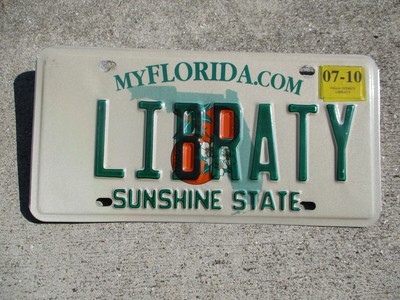 MYFLORIDA.COM
07-10
LIBRATY
SUNSHINE STATE